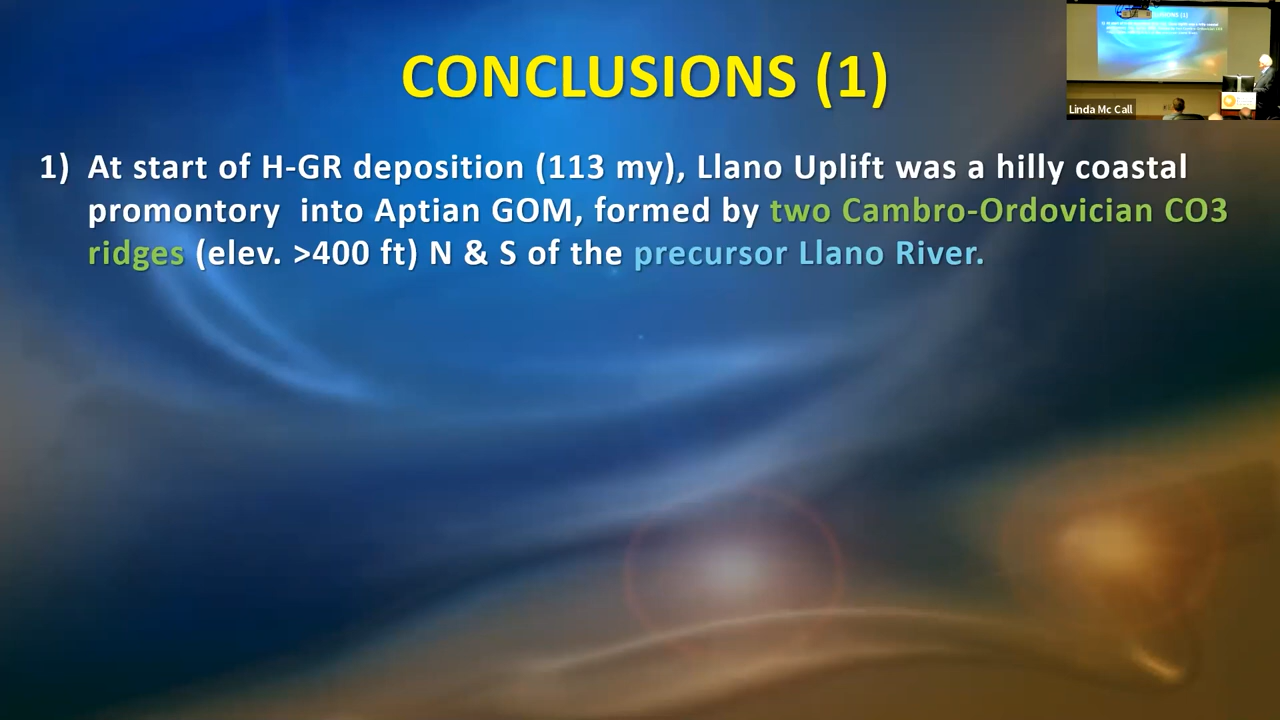 CONCLUSIONS (1)
1) At start of H-GR deposition (113 my), Llano Uplift was a hilly coastal
promontory into Aptian GOM, formed by two Cambro-Ordovician CO3
ridges (elev. >400 ft) N & S of the precursor Llano River.
Linda Mc Call